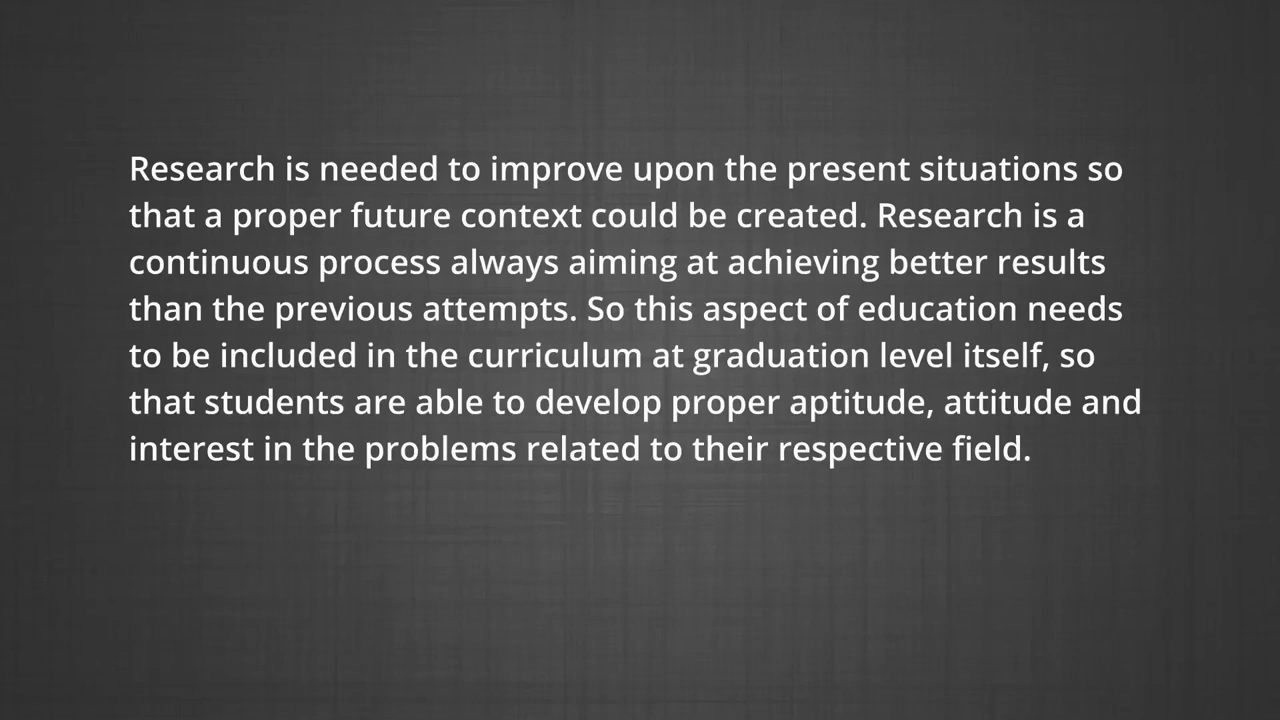 Research is needed to improve upon the present situations so
that a proper future context could be created. Research is a
continuous process always aiming at achieving better results
than the previous attempts. So this aspect of education needs
to be included in the curriculum at graduation level itself, so
that students are able to develop proper aptitude, attitude and
interest in the problems related to their respective field.